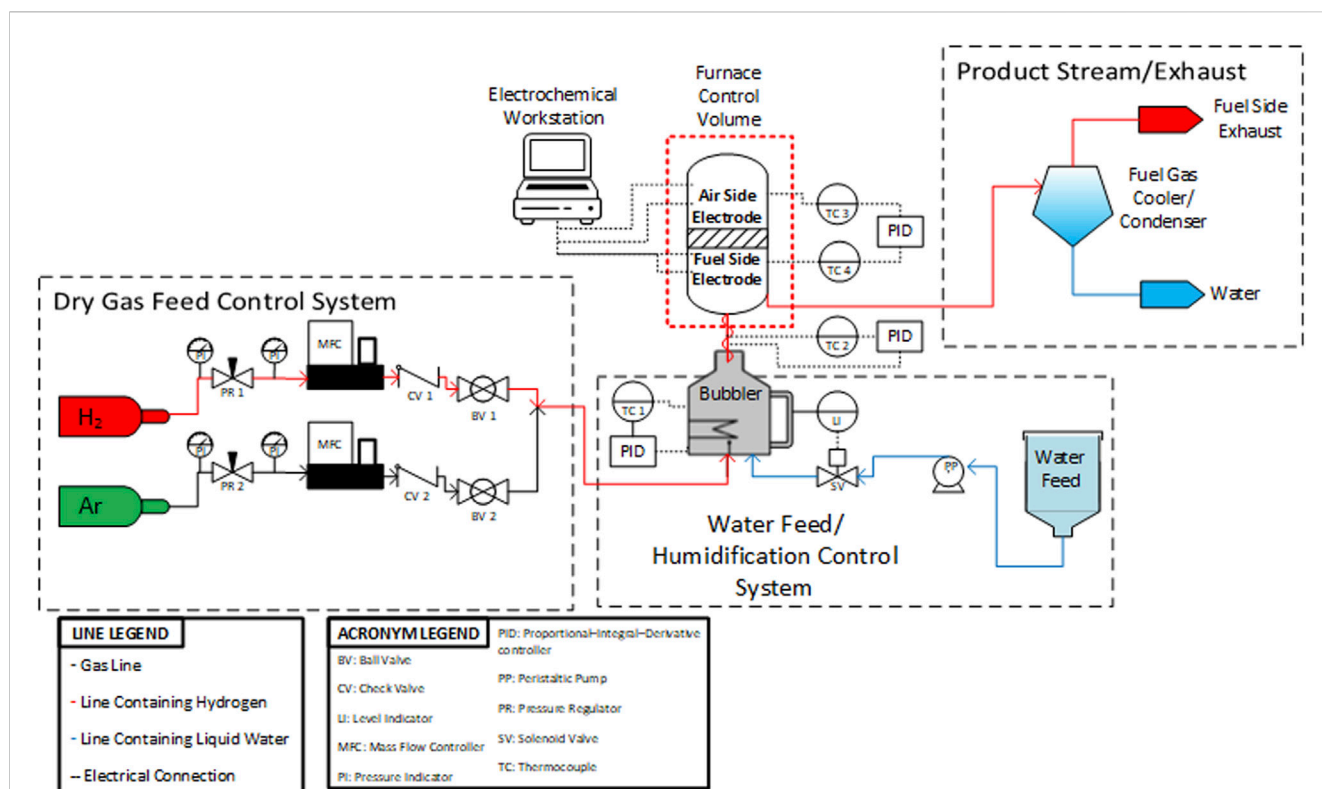 Product Stream/Exhaust
Fuel Side
Exhaust
Fuel Gas
Cooler/
Condenser
Water
Furnace
Control
Volume
Electrochemical
Workstation
Air Side
Electrode
Fuel Side
Electrode
TC 3
PID
TC 4
TC 2
PID
Dry Gas Feed Control System
PI
PR 1
PI
MFC
CV 1
BV 1
H₂
PI
PR 2
PI
MFC
CV 2
BV 2
Ar
Bubbler
TC 1
PID
LI
SV
PP
Water
Feed
Water Feed/
Humidification Control
System
LINE LEGEND
- Gas Line
- Line Containing Hydrogen
- Line Containing Liquid Water
-- Electrical Connection
ACRONYM LEGEND
BV: Ball Valve
CV: Check Valve
LI: Level Indicator
MFC: Mass Flow Controller
PI: Pressure Indicator
PID: Proportional–Integral–Derivative
controller
PP: Peristaltic Pump
PR: Pressure Regulator
SV: Solenoid Valve
TC: Thermocouple